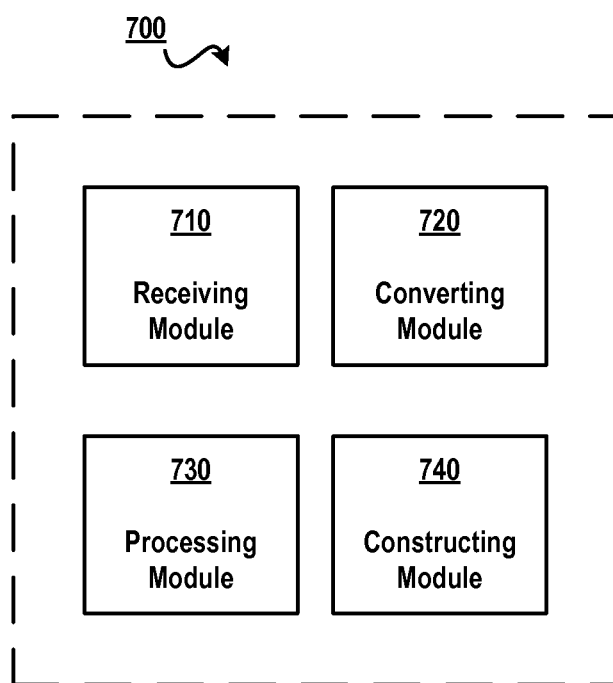 700
710
Receiving
Module
720
Converting
Module
730
Processing
Module
740
Constructing
Module